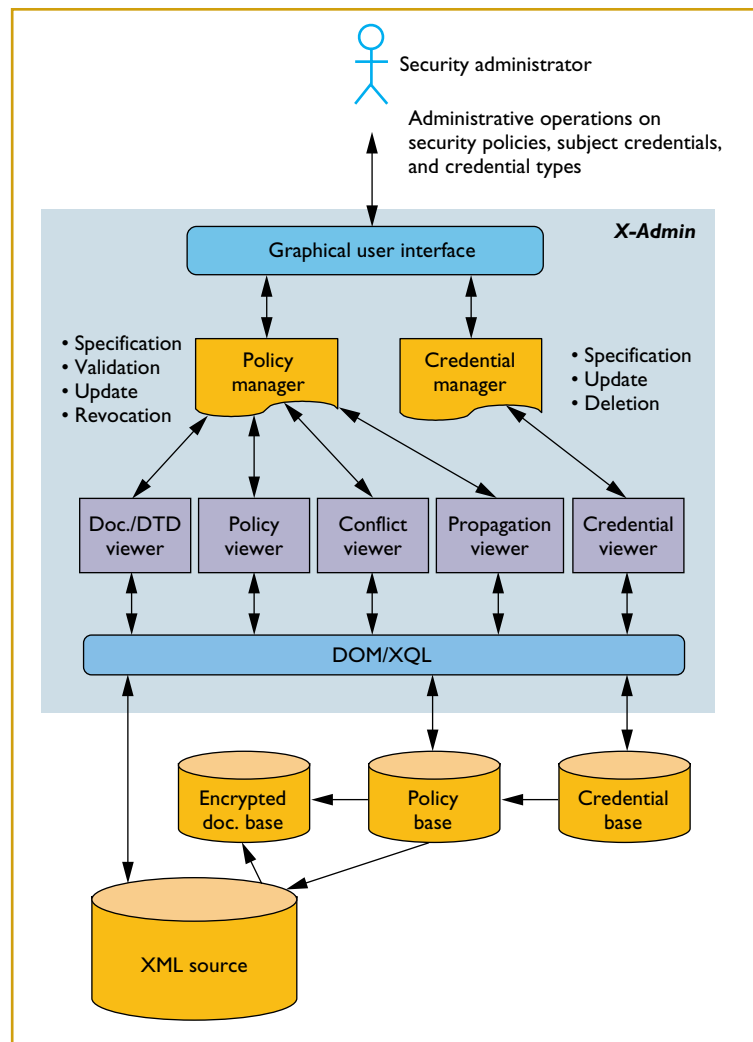 Security administrator
Administrative operations on
security policies, subject credentials,
and credential types
X-Admin
Graphical user interface
• Specification
• Validation
• Update
• Revocation
Policy
manager
Credential
manager
• Specification
• Update
• Deletion
Doc./DTD
viewer
Policy
viewer
Conflict
viewer
Propagation
viewer
Credential
viewer
DOM/XQL
Encrypted
doc. base
Policy
base
Credential
base
XML source